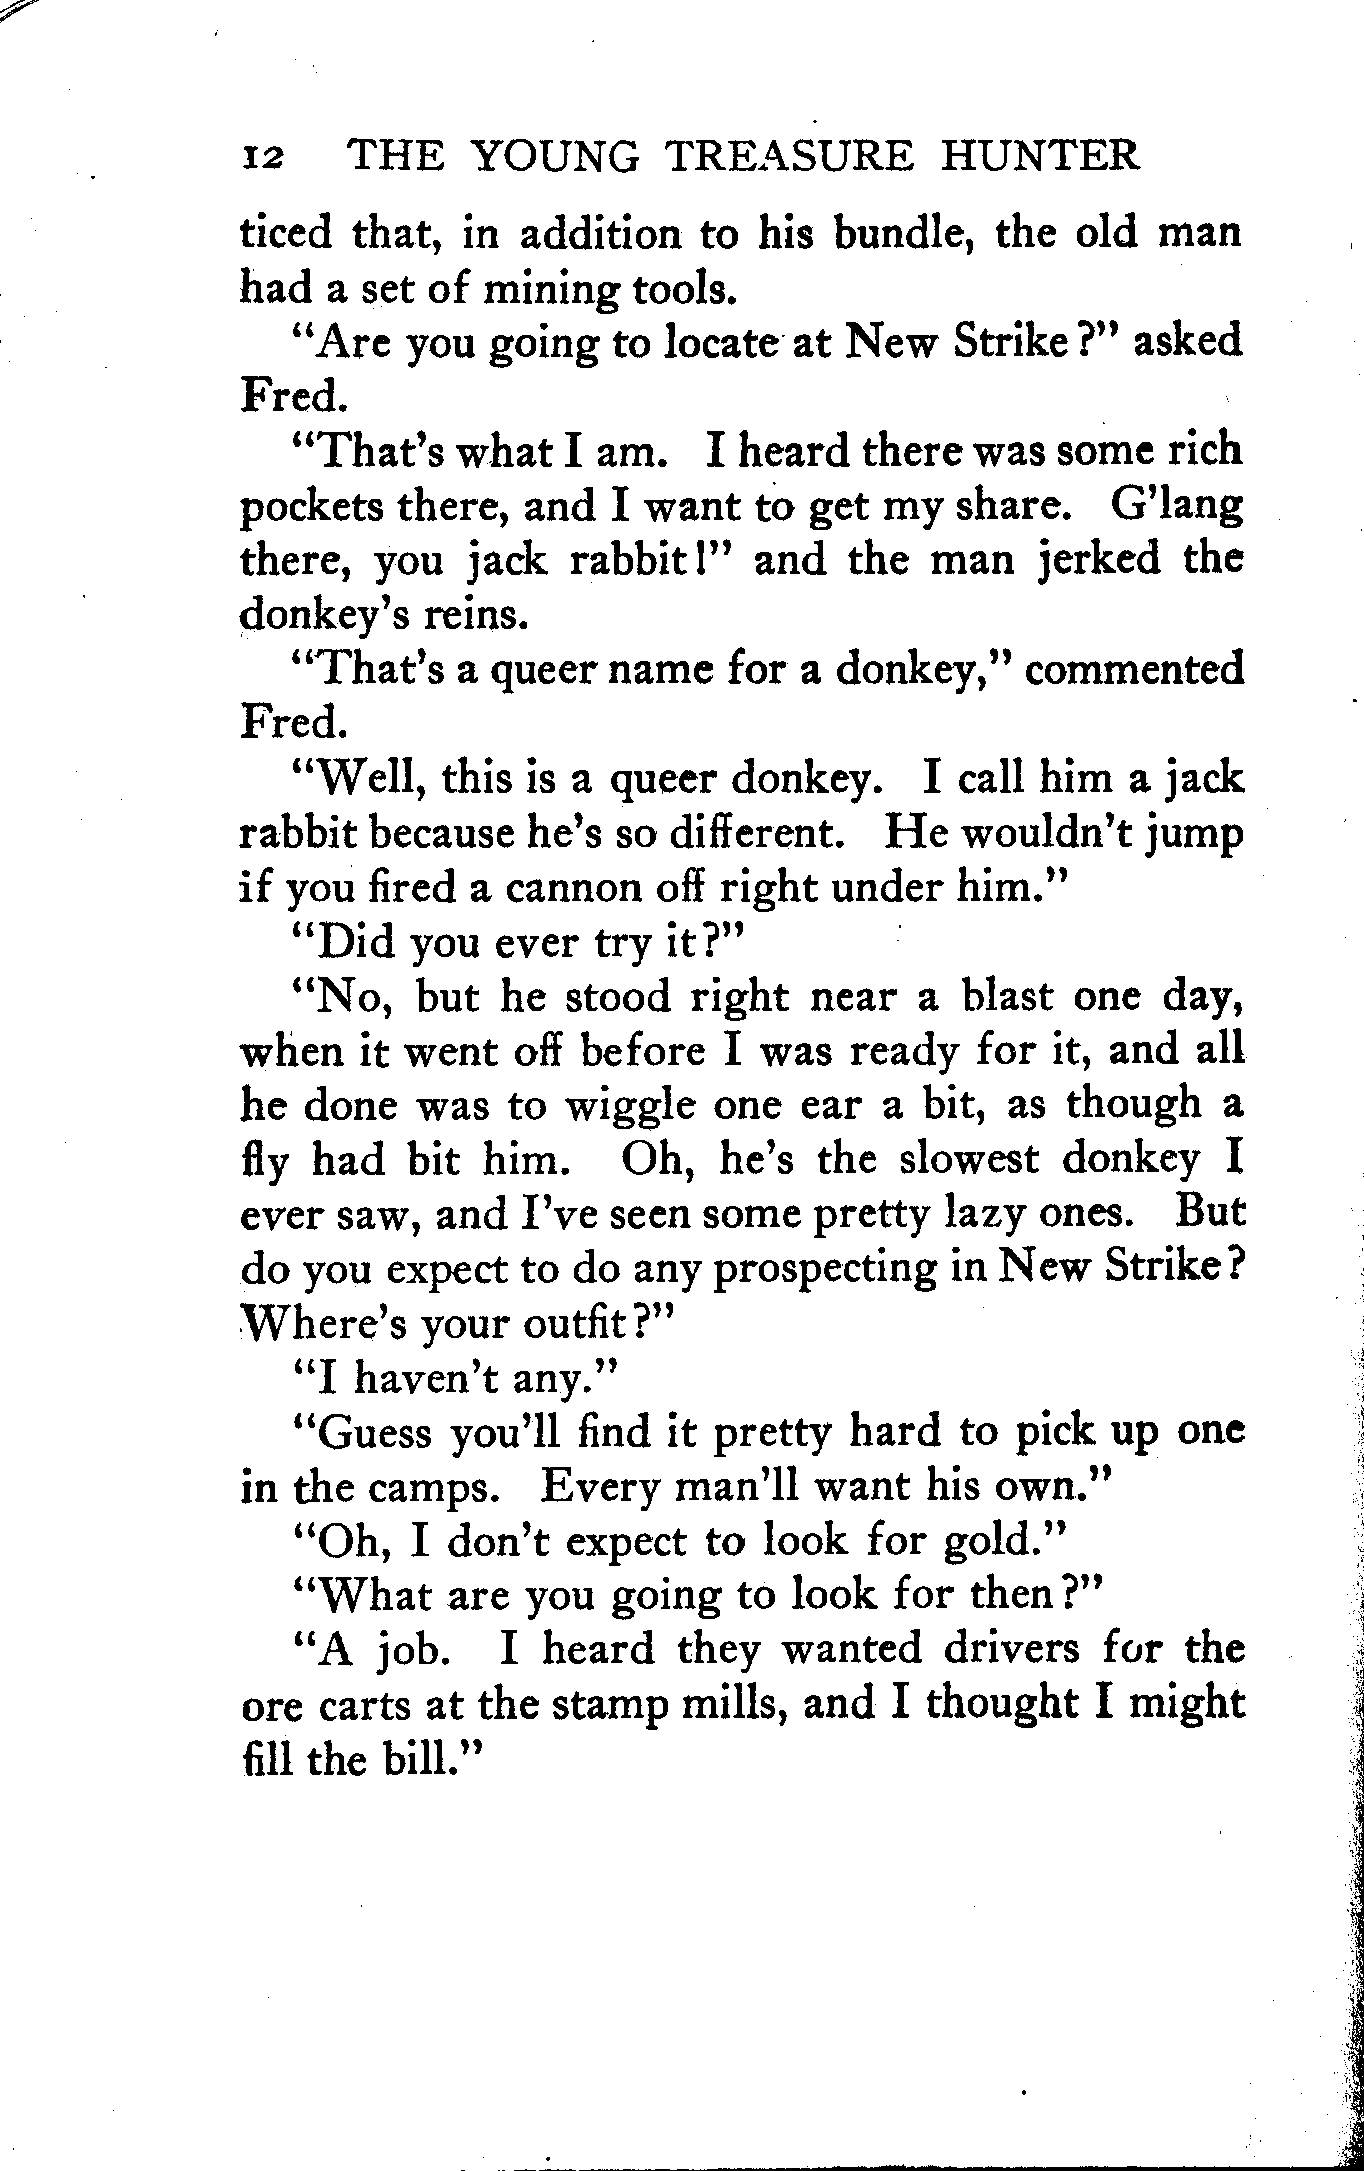 12 THE YOUNG TREASURE HUNTER
ticed that, in addition to his bundle, the old man
had a set of mining tools.
"Are you going to locate at New Strike?" asked
Fred.
"That's what I am. I heard there was some rich
pockets there, and I want to get my share. G'lang
there, you jack rabbit!" and the man jerked the
donkey's reins.
"That's a queer name for a donkey," commented
Fred.
"Well, this is a queer donkey. I call him a jack
rabbit because he's so different. He wouldn't jump
if you fired a cannon off right under him."
"Did you ever try it?"
"No, but he stood right near a blast one day,
when it went off before I was ready for it, and all
he done was to wiggle one ear a bit, as though a
fly had bit him. Oh, he's the slowest donkey I
ever saw, and I've seen some pretty lazy ones. But
do you expect to do any prospecting in New Strike?
Where's your outfit?"
"I haven't any."
"Guess you'll find it pretty hard to pick up one
in the camps. Every man'll want his own."
"Oh, I don't expect to look for gold."
"What are you going to look for then?"
"A job. I heard they wanted drivers for the
ore carts at the stamp mills, and I thought I might
fill the bill."